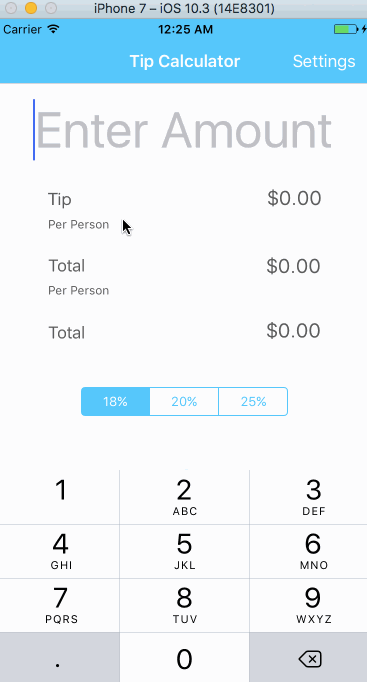 iPhone 7 – iOS 10.3 (14E8301)
Carrier 12:25 AM
Tip Calculator Settings
Enter Amount
Tip $0.00
Per Person
Total $0.00
Per Person
Total $0.00
18% 20% 25%
1 2 3
ABC DEF
4 5 6
GHI JKL MNO
7 8 9
PQRS TUV WXYZ
. 0